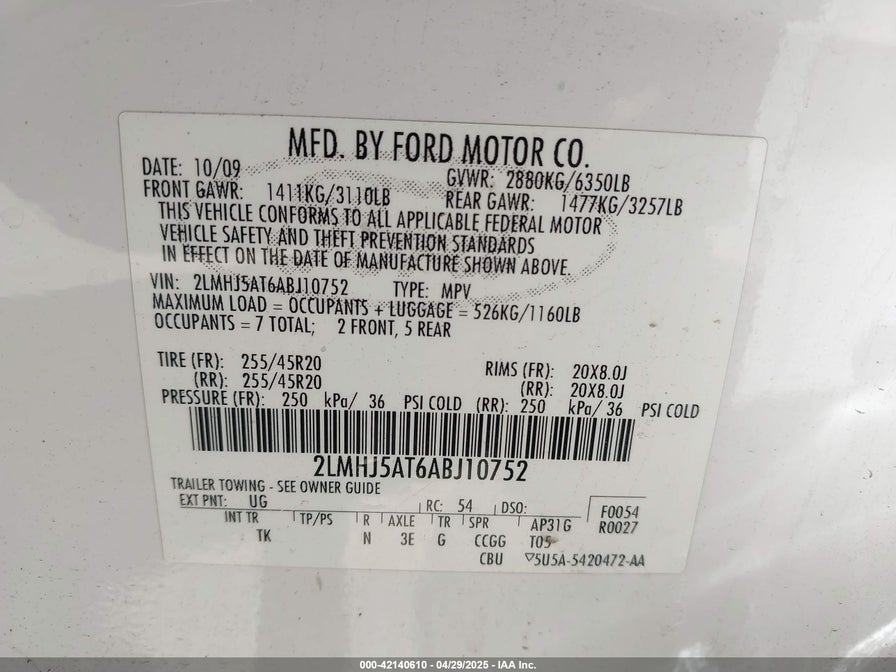 MFD. BY FORD MOTOR CO.
DATE: 10/09 GVWR: 2880KG/6350LB
FRONT GAWR: 1411KG/3110LB REAR GAWR: 1477KG/3257LB
THIS VEHICLE CONFORMS TO ALL APPLICABLE FEDERAL MOTOR
VEHICLE SAFETY AND THEFT PREVENTION STANDARDS
IN EFFECT ON THE DATE OF MANUFACTURE SHOWN ABOVE.
VIN: 2LMHJ5AT6ABJ10752 TYPE: MPV
MAXIMUM LOAD = OCCUPANTS + LUGGAGE = 526KG/1160LB
OCCUPANTS = 7 TOTAL; 2 FRONT, 5 REAR
TIRE (FR): 255/45R20 RIMS (FR): 20X8.0J
(RR): 255/45R20 (RR): 20X8.0J
PRESSURE (FR): 250 kPa/ 36 PSI COLD (RR): 250 kPa/ 36 PSI COLD
2LMHJ5AT6ABJ10752
TRAILER TOWING - SEE OWNER GUIDE
EXT PNT: UG RC: 54 DSO: F0054
INT TR TP/PS R AXLE TR SPR AP31G R0027
TK N 3E G CCGG T05
CBU ▽5U5A-5420472-AA
000-42140610 - 04/29/2025 - IAA Inc.